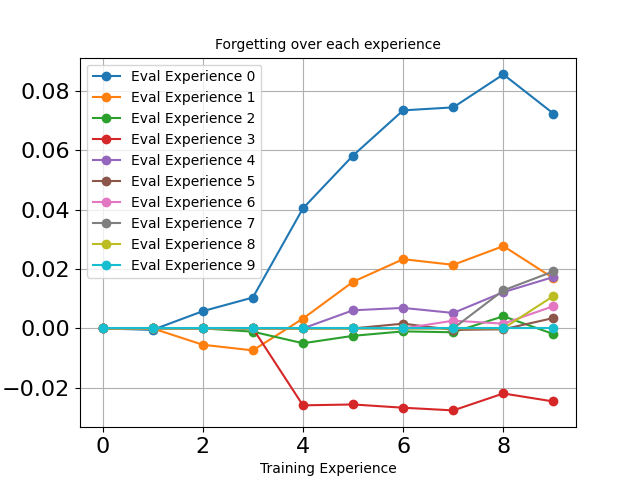 Forgetting over each experience
Eval Experience 0
Eval Experience 1
Eval Experience 2
Eval Experience 3
Eval Experience 4
Eval Experience 5
Eval Experience 6
Eval Experience 7
Eval Experience 8
Eval Experience 9
0.08
0.06
0.04
0.02
0.00
−0.02
0 2 4 6 8
Training Experience